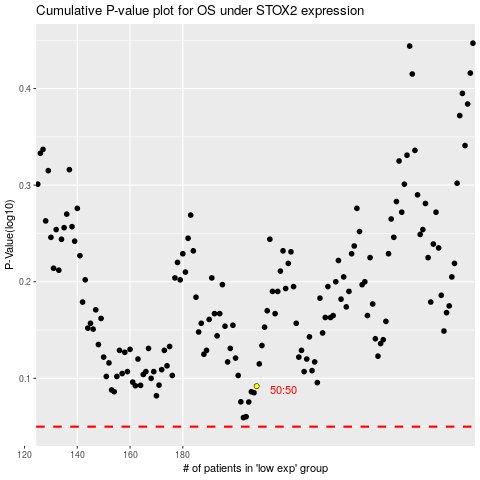 Cumulative P-value plot for OS under STOX2 expression
P-Value(log10)
0.4
0.3
0.2
0.1
50:50
120 140 160 180
# of patients in 'low exp' group